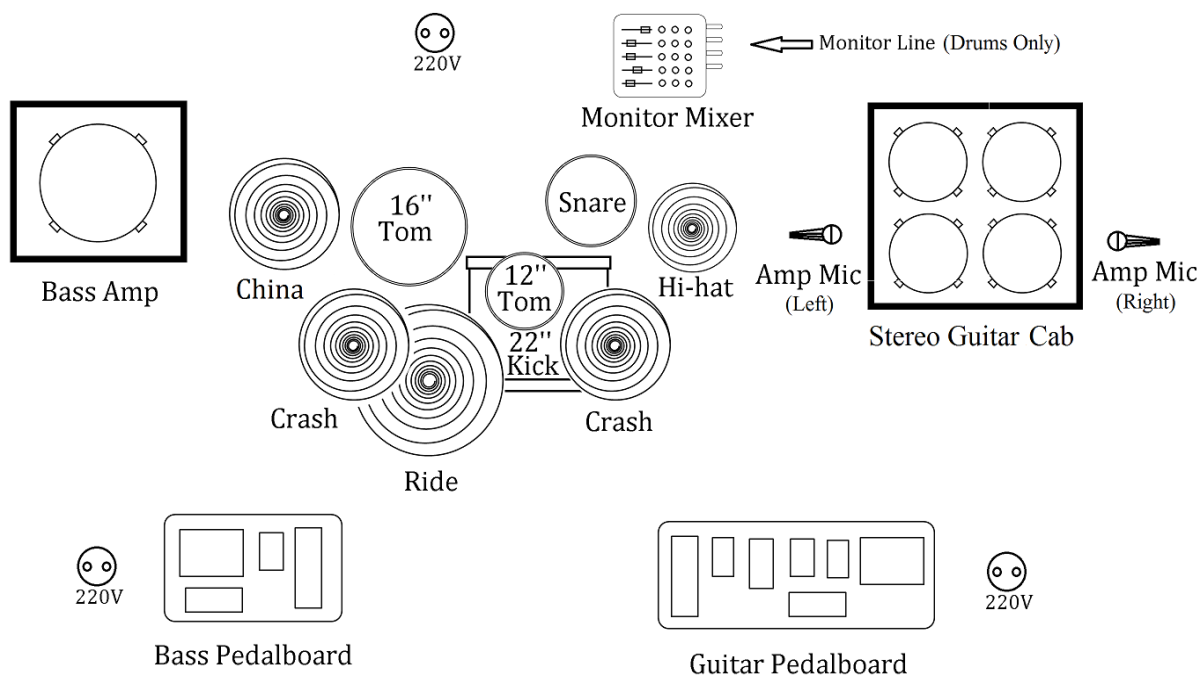 220V
Monitor Line (Drums Only)
Monitor Mixer
Bass Amp
China
16"
Tom
Snare
12"
Tom
Hi-hat
22"
Kick
Crash
Ride
Crash
Amp Mic
(Left)
Stereo Guitar Cab
Amp Mic
(Right)
220V
Bass Pedalboard
Guitar Pedalboard
220V